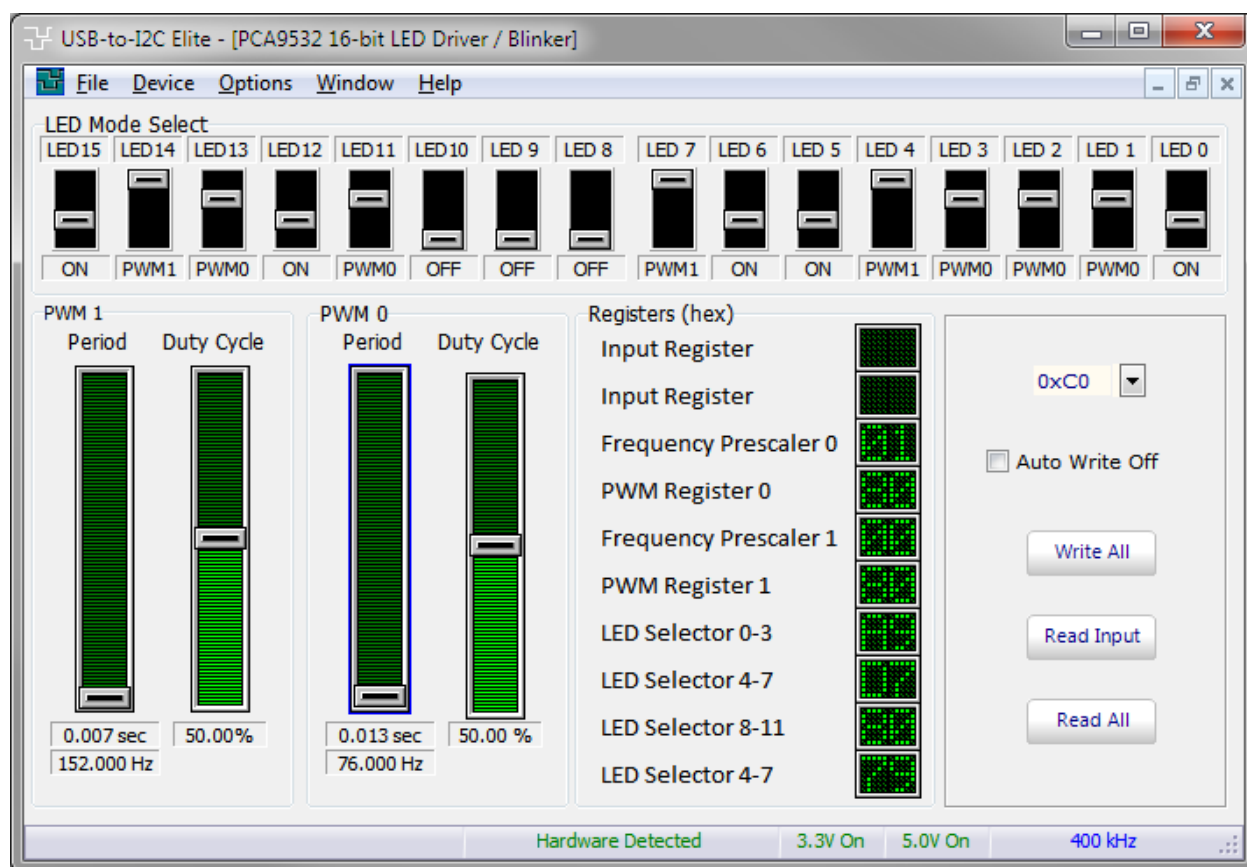 USB-to-I2C Elite - [PCA9532 16-bit LED Driver / Blinker]
File Device Options Window Help
LED Mode Select
LED15 LED14 LED13 LED12 LED11 LED10 LED 9 LED 8 LED 7 LED 6 LED 5 LED 4 LED 3 LED 2 LED 1 LED 0
ON PWM1 PWM0 ON PWM0 OFF OFF OFF PWM1 ON ON PWM1 PWM0 PWM0 PWM0 ON
PWM 1
Period Duty Cycle
0.007 sec 50.00%
152.000 Hz
PWM 0
Period Duty Cycle
0.013 sec 50.00 %
76.000 Hz
Registers (hex)
Input Register
Input Register
Frequency Prescaler 0 01
PWM Register 0 80
Frequency Prescaler 1 00
PWM Register 1 80
LED Selector 0-3 A9
LED Selector 4-7
LED Selector 8-11 80
LED Selector 4-7 79
0xC0
Auto Write Off
Write All
Read Input
Read All
Hardware Detected 3.3V On 5.0V On 400 kHz